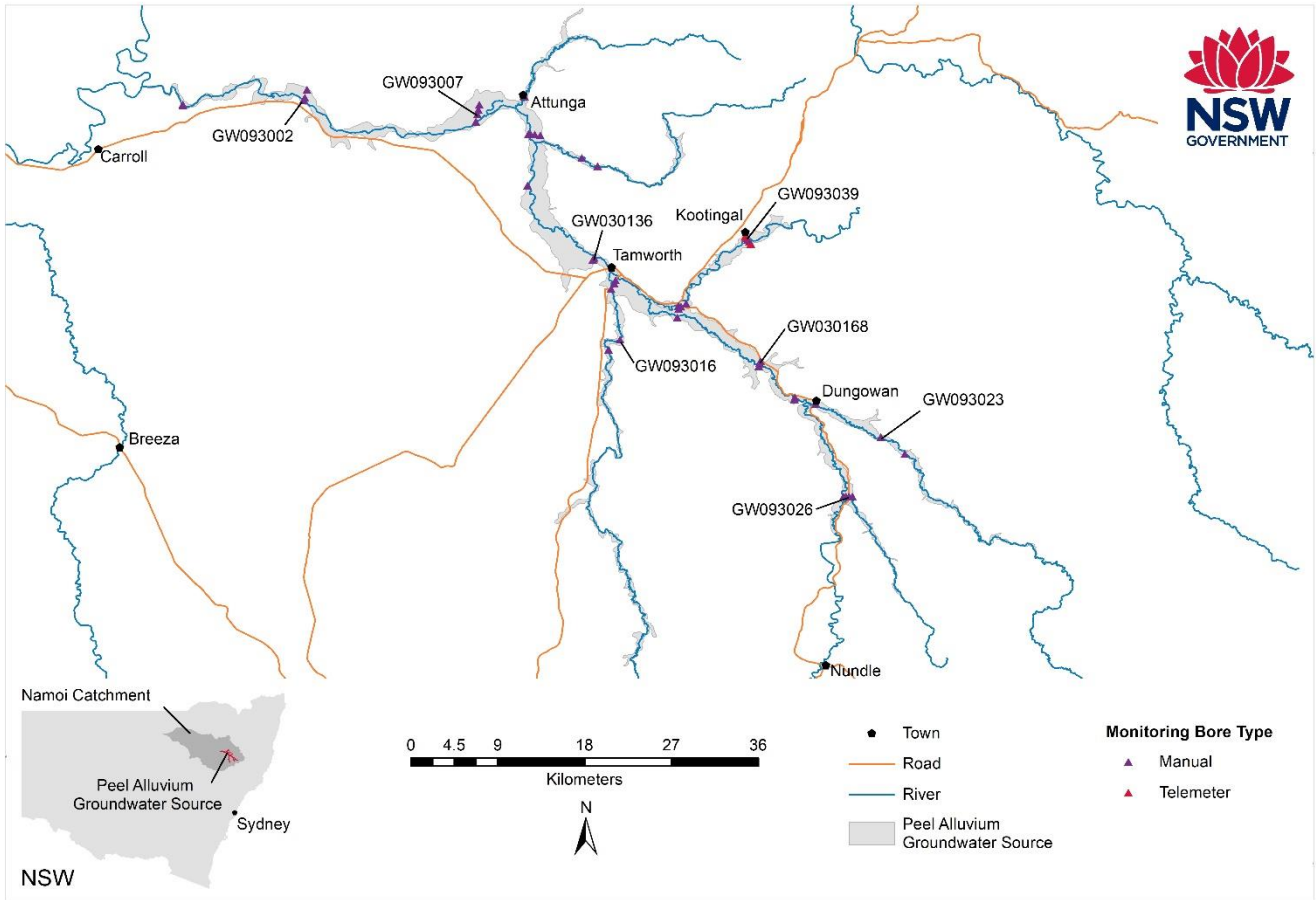 NSW
GOVERNMENT
GW093007
Attunga
GW093002
Carroll
GW093039
Kootingal
GW030136
Tamworth
GW030168
GW093016
Dungowan
GW093023
Breeza
GW093026
Nundle
Namoi Catchment
Peel Alluvium
Groundwater Source
Sydney
NSW
0 4.5 9 18 27 36
Kilometers
N
Town
Road
River
Peel Alluvium
Groundwater Source
Monitoring Bore Type
Manual
Telemeter